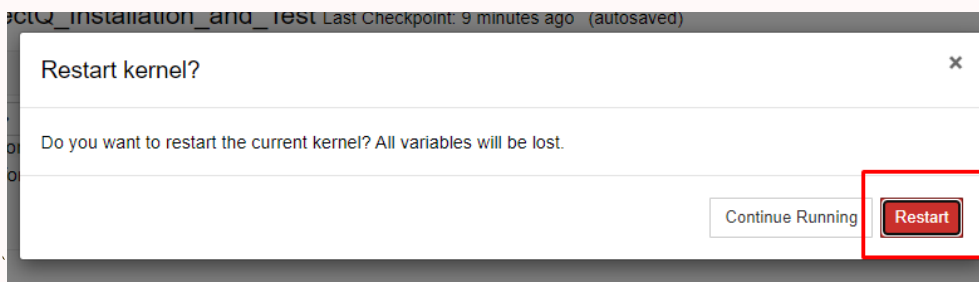 ectQ_Installation_and_Test Last Checkpoint: 9 minutes ago (autosaved)
Restart kernel?
×
Do you want to restart the current kernel? All variables will be lost.
Continue Running
Restart